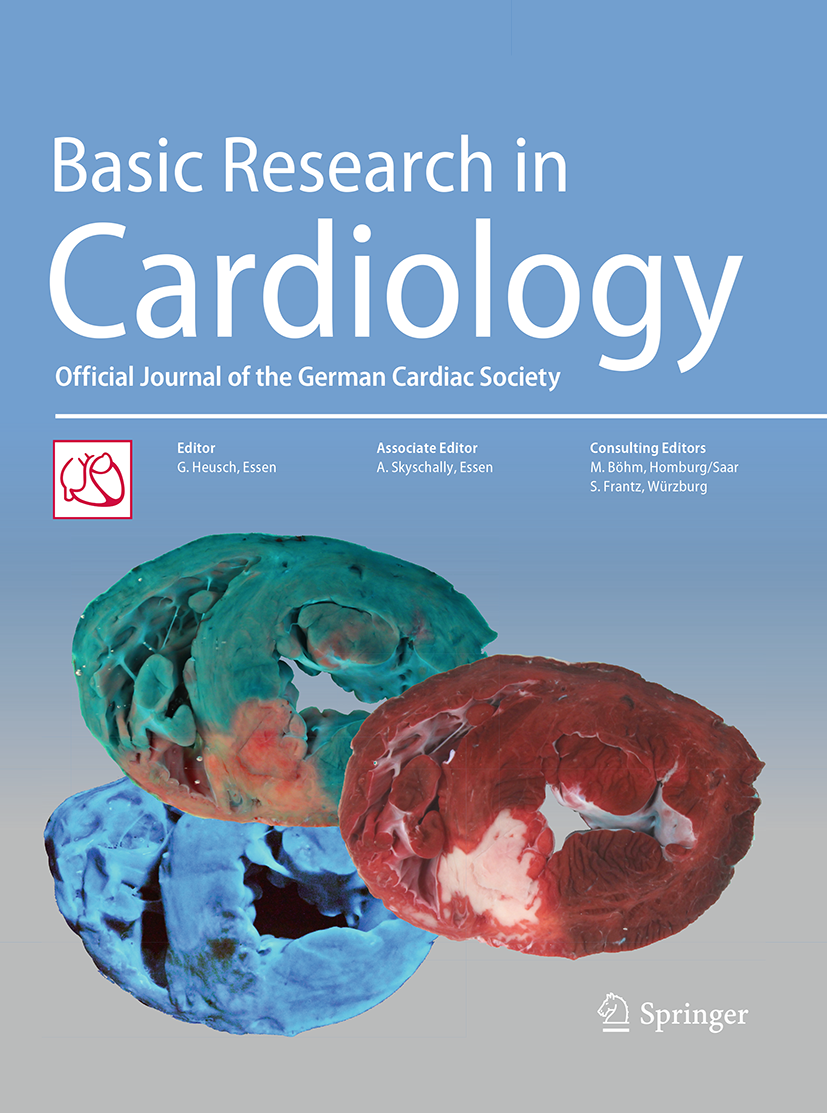 Basic Research in
Cardiology
Official Journal of the German Cardiac Society
Editor
G. Heusch, Essen
Associate Editor
A. Skyschally, Essen
Consulting Editors
M. Böhm, Homburg/Saar
S. Frantz, Würzburg
Springer